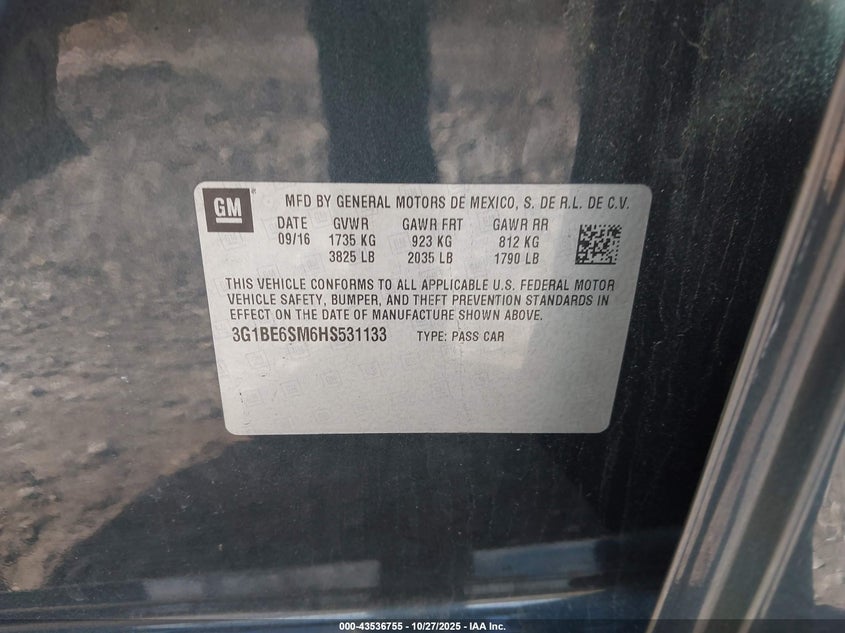 GM
MFD BY GENERAL MOTORS DE MEXICO, S. DE R.L. DE C.V.
DATE GVWR GAWR FRT GAWR RR
09/16 1735 KG 923 KG 812 KG
3825 LB 2035 LB 1790 LB
THIS VEHICLE CONFORMS TO ALL APPLICABLE U.S. FEDERAL MOTOR
VEHICLE SAFETY, BUMPER, AND THEFT PREVENTION STANDARDS IN
EFFECT ON THE DATE OF MANUFACTURE SHOWN ABOVE.
3G1BE6SM6HS531133 TYPE: PASS CAR
000-43536755 - 10/27/2025 - IAA Inc.